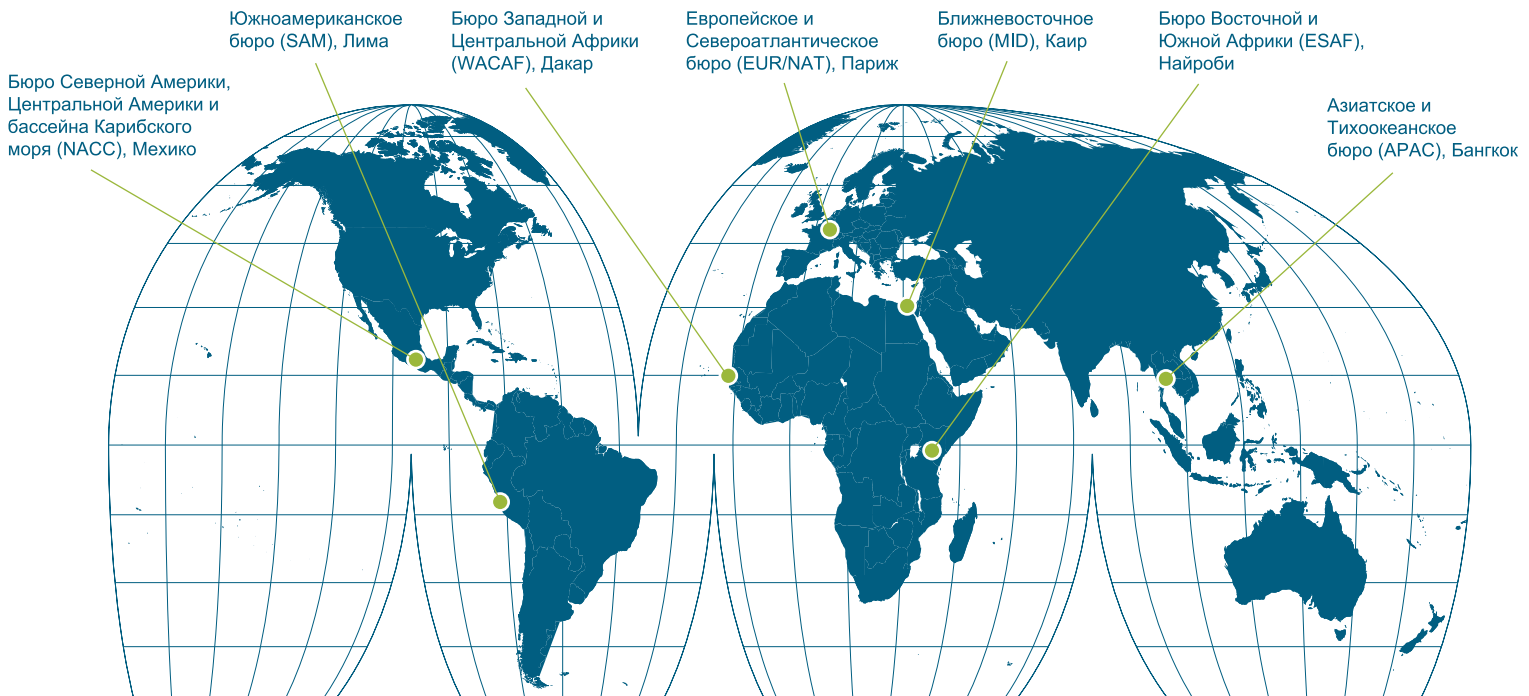 Южноамериканское
бюро (SAM), Лима
Бюро Западной и
Центральной Африки
(WACAF), Дакар
Европейское и
Североатлантическое
бюро (EUR/NAT), Париж
Ближневосточное
бюро (MID), Каир
Бюро Восточной и
Южной Африки (ESAF),
Найроби
Бюро Северной Америки,
Центральной Америки и
бассейна Карибского
моря (NACC), Мехико
Азиатское и
Тихоокеанское
бюро (APAC), Бангкок